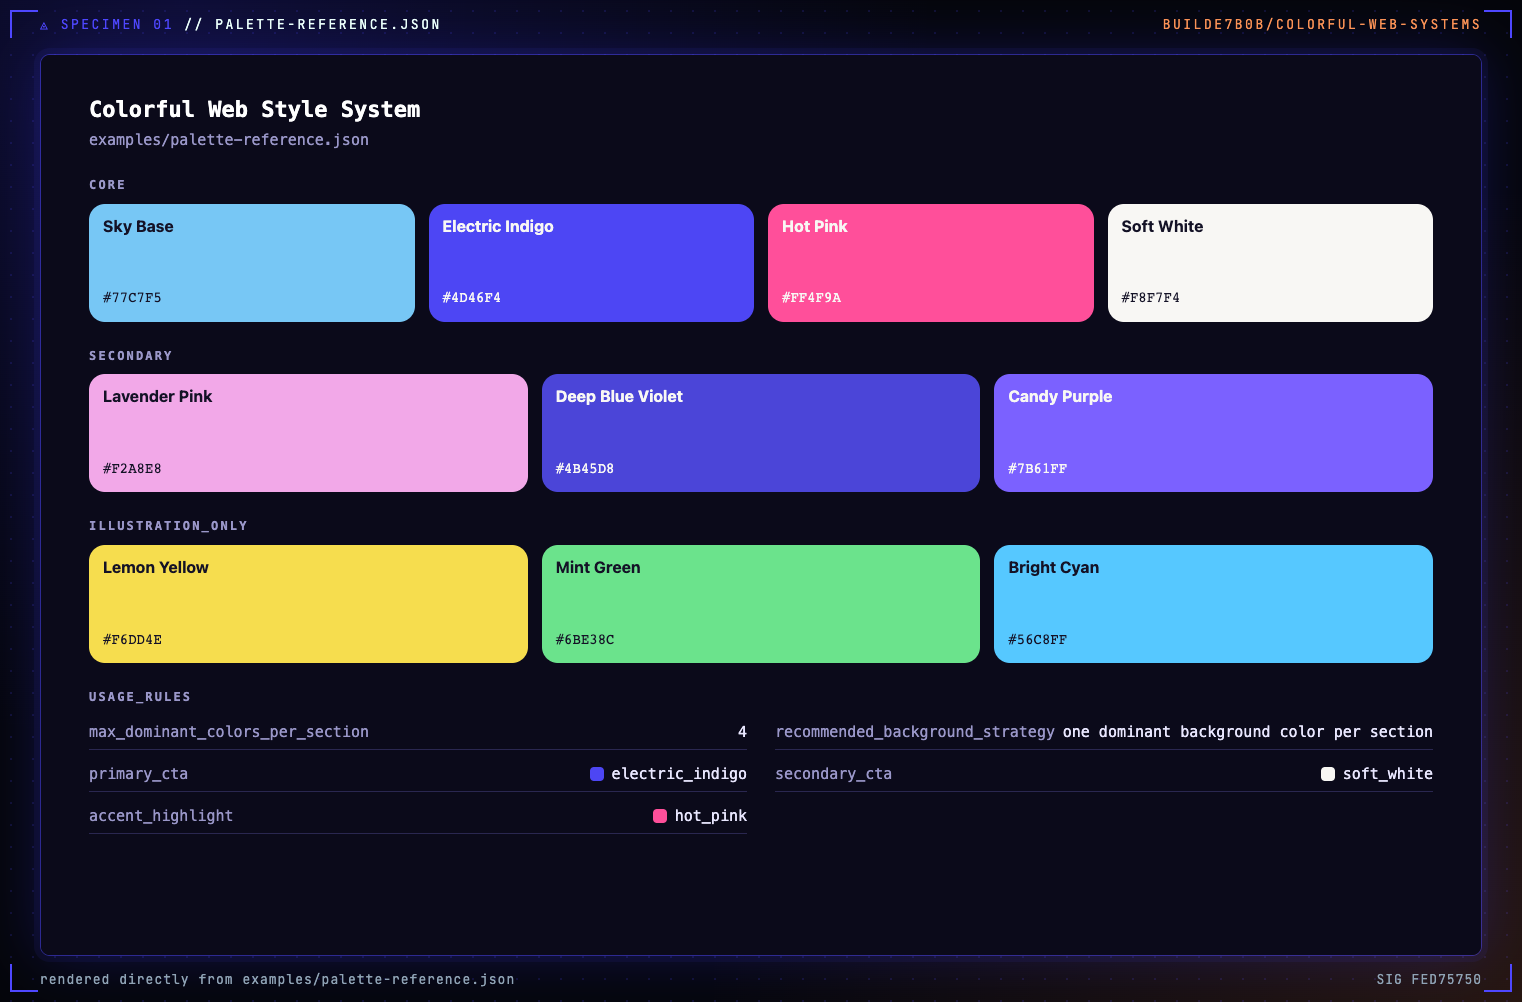 ◬ SPECIMEN 01 // PALETTE-REFERENCE.JSON
BUILDE7B0B/COLORFUL-WEB-SYSTEMS
Colorful Web Style System
examples/palette-reference.json
CORE
Sky Base
#77C7F5
Electric Indigo
#4D46F4
Hot Pink
#FF4F9A
Soft White
#F8F7F4
SECONDARY
Lavender Pink
#F2A8E8
Deep Blue Violet
#4B45D8
Candy Purple
#7B61FF
ILLUSTRATION_ONLY
Lemon Yellow
#F6DD4E
Mint Green
#6BE38C
Bright Cyan
#56C8FF
USAGE_RULES
max_dominant_colors_per_section 4
recommended_background_strategy one dominant background color per section
primary_cta electric_indigo
secondary_cta soft_white
accent_highlight hot_pink
rendered directly from examples/palette-reference.json
SIG FED75750